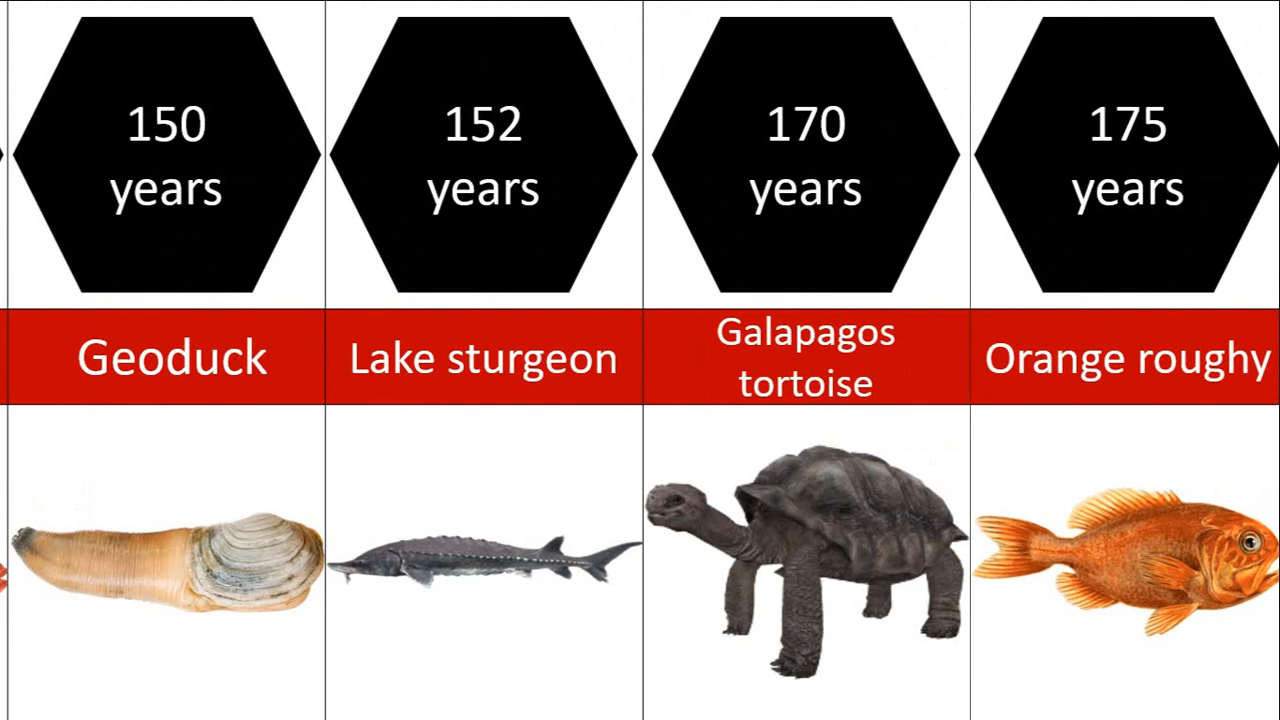 150
years
152
years
170
years
175
years
Geoduck
Lake sturgeon
Galapagos
tortoise
Orange roughy